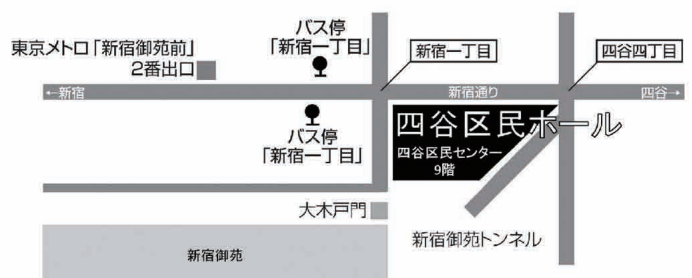 バス停
「新宿一丁目」
東京メトロ「新宿御苑前」
2番出口
新宿一丁目
四谷四丁目
←新宿
新宿通り
四谷→
バス停
「新宿一丁目」
四谷区民ホール
四谷区民センター
9階
大木戸門
新宿御苑トンネル
新宿御苑